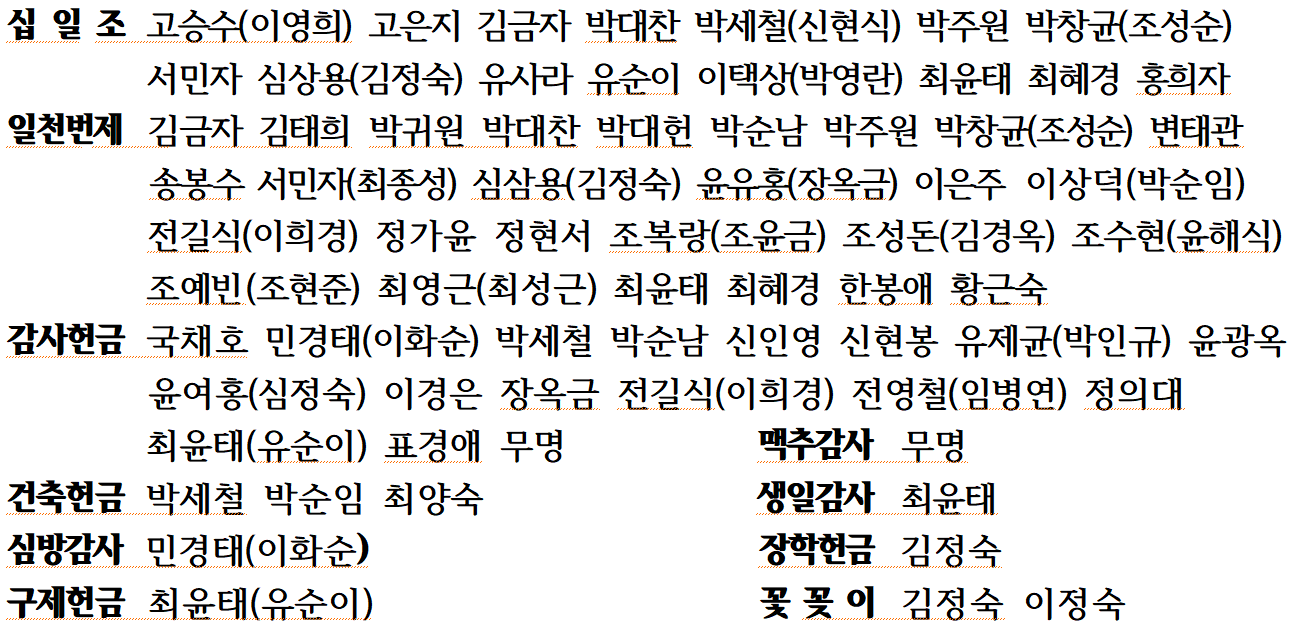 십 일 조 고승수(이영희) 고은지 김금자 박대찬 박세철(신현식) 박주원 박창균(조성순)
서민자 심상용(김정숙) 유사라 유순이 이택상(박영란) 최윤태 최혜경 홍희자
일천번제 김금자 김태희 박귀원 박대찬 박대헌 박순남 박주원 박창균(조성순) 변태관
송봉수 서민자(최종성) 심삼용(김정숙) 윤유홍(장옥금) 이은주 이상덕(박순임)
전길식(이희경) 정가윤 정현서 조복랑(조윤금) 조성돈(김경옥) 조수현(윤해식)
조예빈(조현준) 최영근(최성근) 최윤태 최혜경 한봉애 황근숙
감사헌금 국채호 민경태(이화순) 박세철 박순남 신인영 신현봉 유제균(박인규) 윤광옥
윤여홍(심정숙) 이경은 장옥금 전길식(이희경) 전영철(임병연) 정의대
최윤태(유순이) 표경애 무명 맥추감사 무명
건축헌금 박세철 박순임 최양숙 생일감사 최윤태
심방감사 민경태(이화순) 장학헌금 김정숙
구제헌금 최윤태(유순이) 꽃 꽂 이 김정숙 이정숙